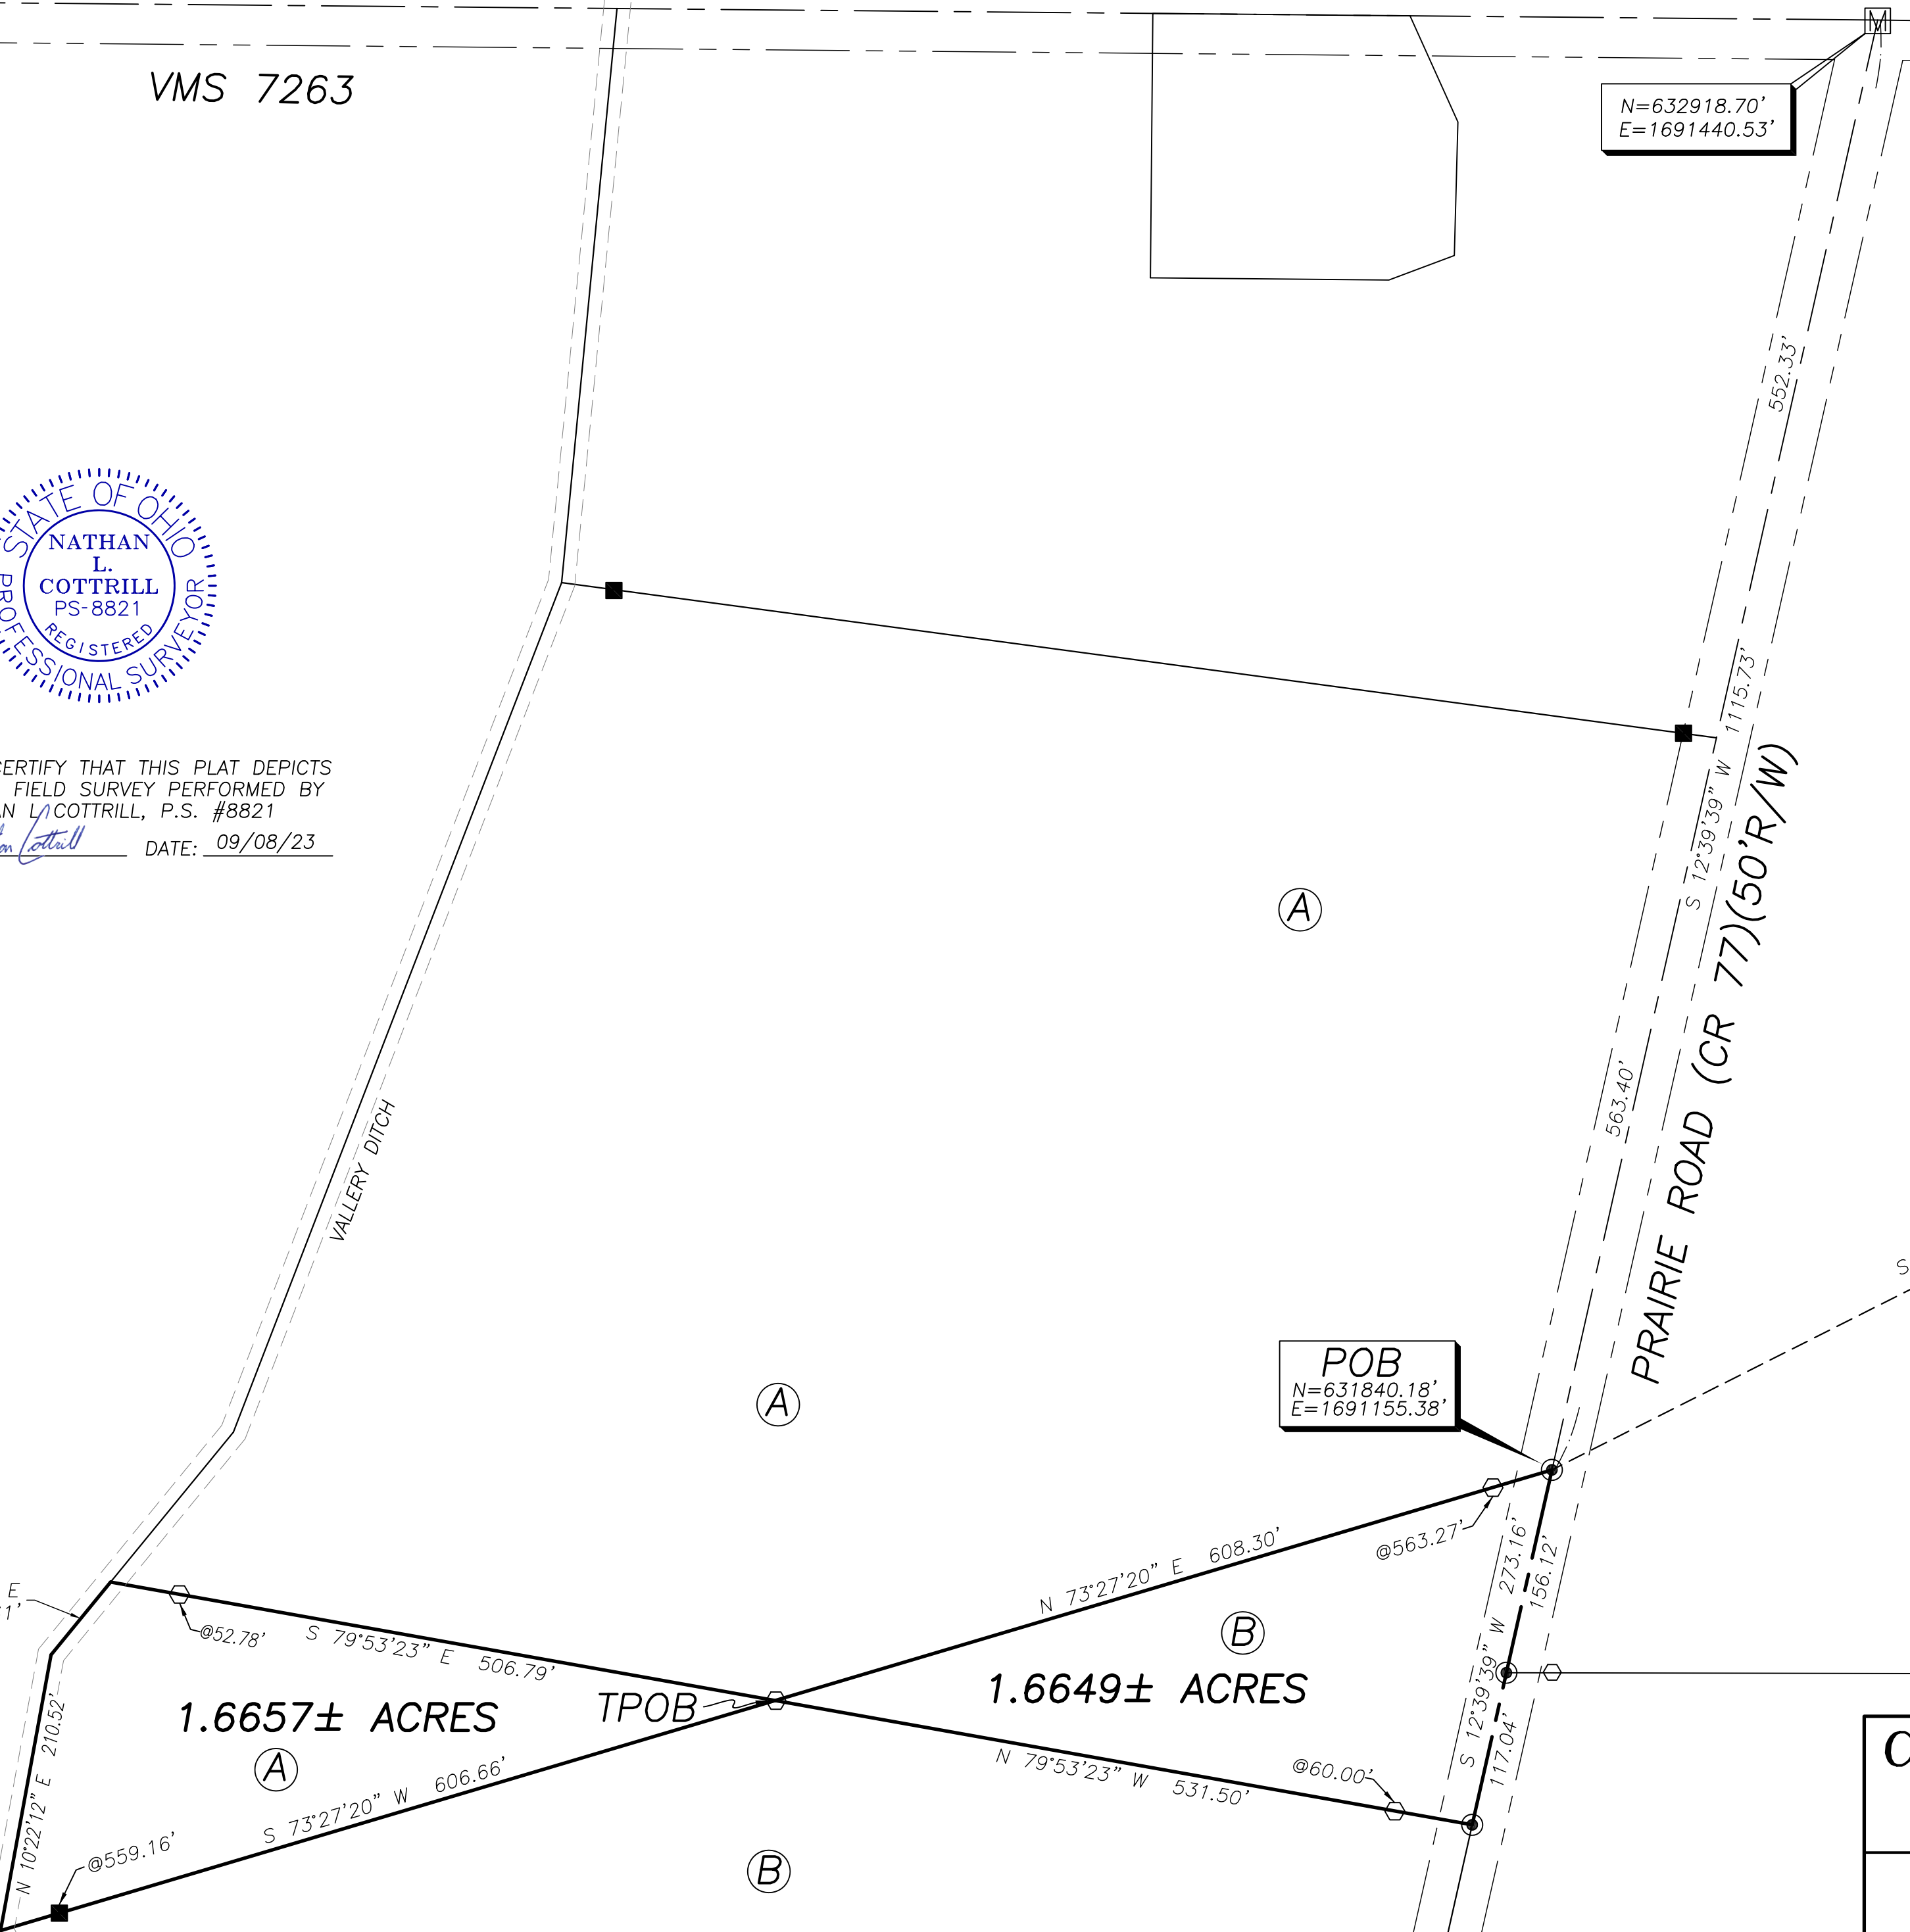 M
VMS 7263
N=632918.70'
E=1691440.53'
552.33'
STATE OF OHIO
NATHAN
L.
COTTRILL
PS-8821
REGISTERED
PROFESSIONAL SURVEYOR
S 12°39'39" W 1115.73'
CERTIFY THAT THIS PLAT DEPICTS
FIELD SURVEY PERFORMED BY
AN L COTTRILL, P.S. #8821
Cottrill DATE: 09/08/23
A
PRAIRIE ROAD (CR 77)(50'R/W)
563.40'
VALLERY DITCH
S
POB
N=631840.18'
E=1691155.38'
A
@563.27'
N 73°27'20" E 608.30'
S 12°39'39" W 273.16'
156.12'
E
1'
@52.78'
S 79°53'23" E 506.79'
B
1.6649± ACRES
TPOB
1.6657± ACRES
A
N 10°22'12" E 210.52'
S 73°27'20" W 606.66'
N 79°53'23" W 531.50'
@60.00'
117.04'
@559.16'
B